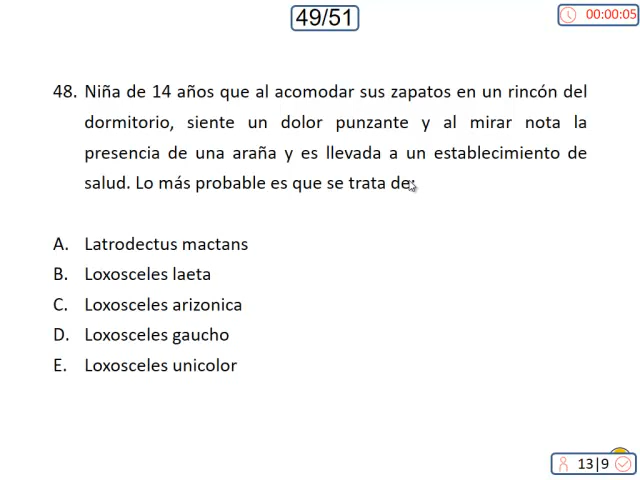 49/51
00:00:05
48. Niña de 14 años que al acomodar sus zapatos en un rincón del
dormitorio, siente un dolor punzante y al mirar nota la
presencia de una araña y es llevada a un establecimiento de
salud. Lo más probable es que se trata de:
A. Latrodectus mactans
B. Loxosceles laeta
C. Loxosceles arizonica
D. Loxosceles gaucho
E. Loxosceles unicolor
13|9